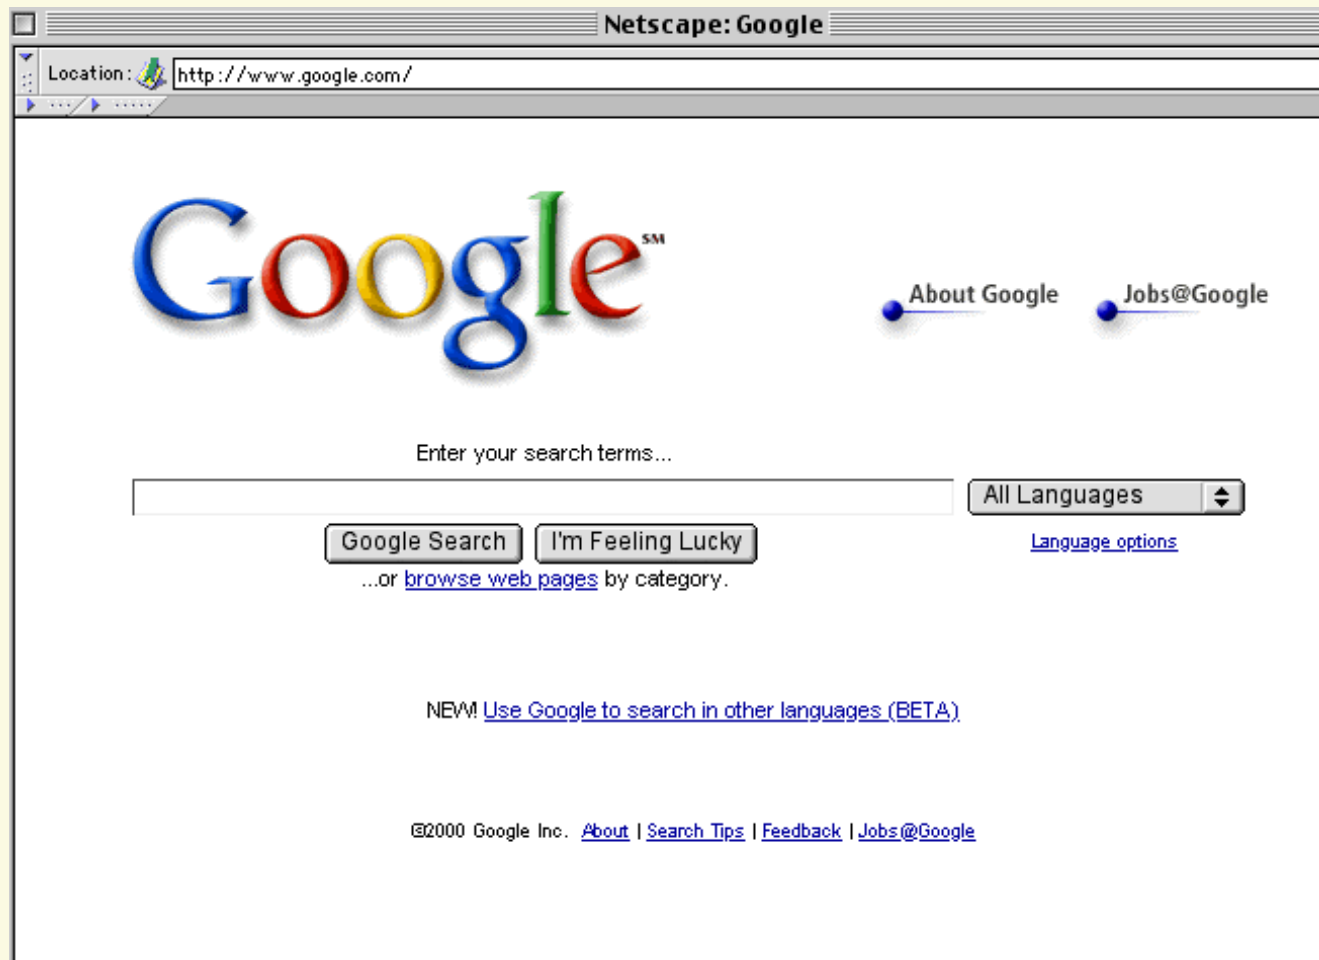 Netscape: Google
Location: http://www.google.com/
Google SM
About Google Jobs@Google
Enter your search terms...
All Languages
Google Search I'm Feeling Lucky Language options
...or browse web pages by category.
NEW! Use Google to search in other languages (BETA)
©2000 Google Inc. About | Search Tips | Feedback | Jobs@Google